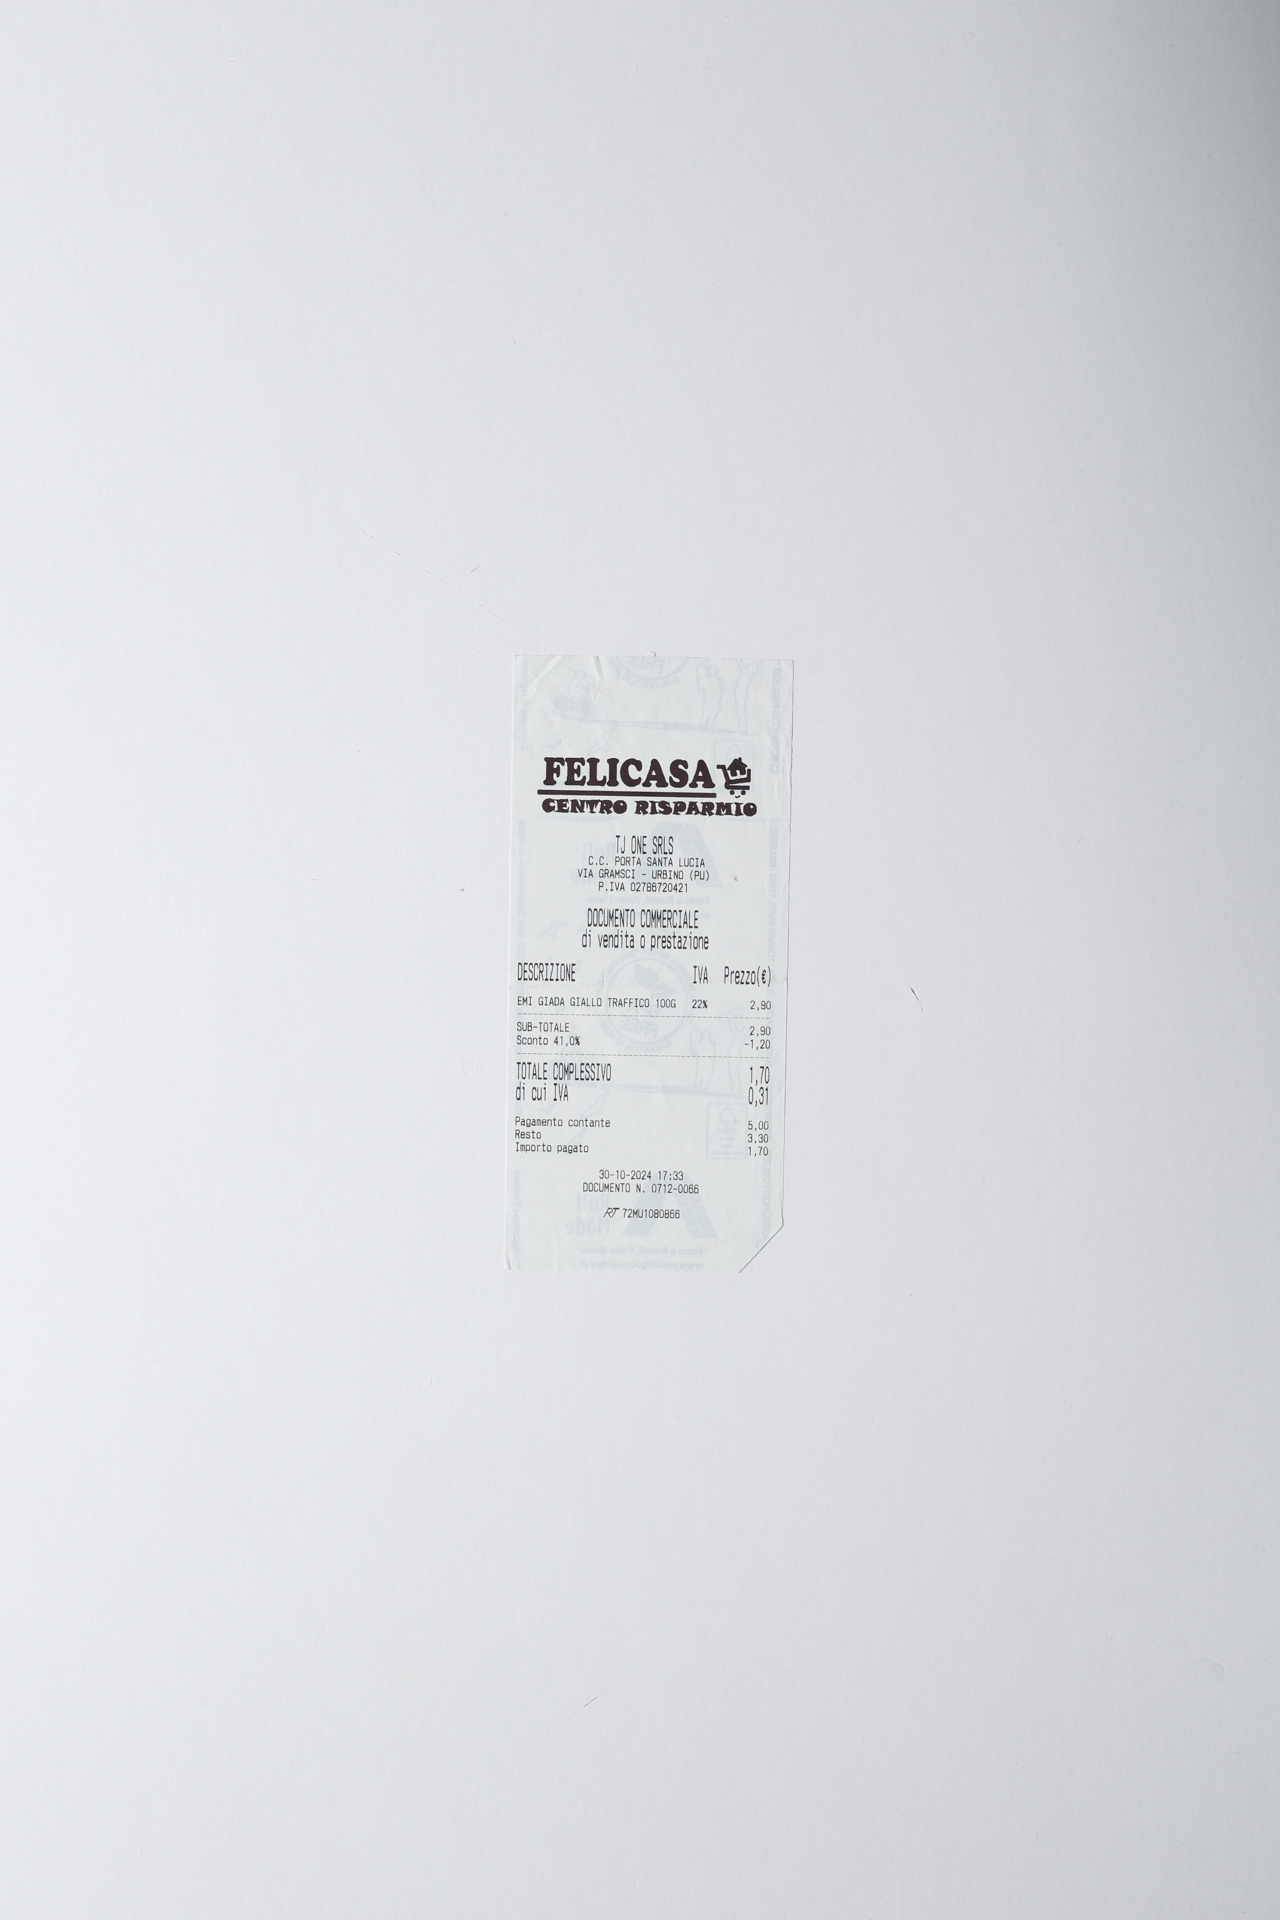 FELICASA
CENTRO RISPARMIO
TJ ONE SRLS
C.C. PORTA SANTA LUCIA
VIA GRAMSCI - URBINO (PU)
P.IVA 02786720421
DOCUMENTO COMMERCIALE
di vendita o prestazione
DESCRIZIONE IVA Prezzo(€)
EMI GIADA GIALLO TRAFFICO 100G 22% 2,90
SUB-TOTALE 2,90
Sconto 41,0% -1,20
TOTALE COMPLESSIVO 1,70
di cui IVA 0,31
Pagamento contante 5,00
Resto 3,30
Importo pagato 1,70
30-10-2024 17:33
DOCUMENTO N. 0712-0066
RT 72MU1080866